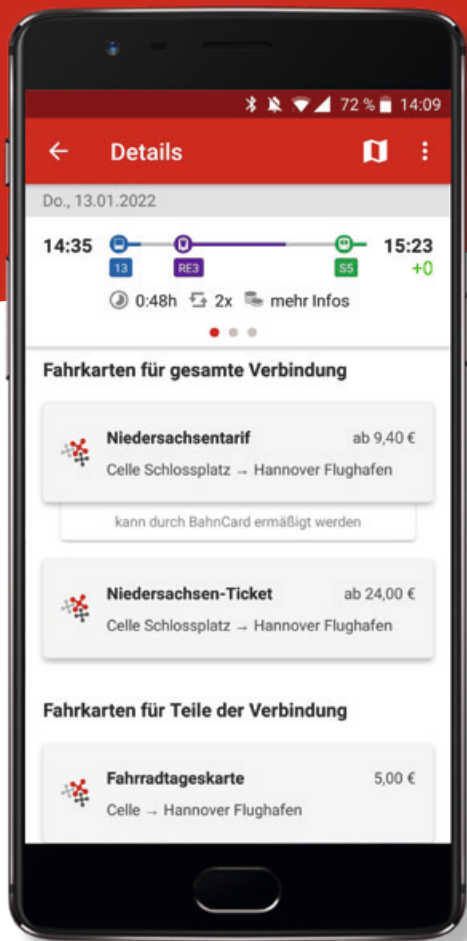 72 % 14:09
Details
Do., 13.01.2022
14:35 15:23
13 RE3 S5 +0
0:48h 2x mehr Infos
Fahrkarten für gesamte Verbindung
Niedersachsentarif ab 9,40 €
Celle Schlossplatz → Hannover Flughafen
kann durch BahnCard ermäßigt werden
Niedersachsen-Ticket ab 24,00 €
Celle Schlossplatz → Hannover Flughafen
Fahrkarten für Teile der Verbindung
Fahrradtageskarte 5,00 €
Celle → Hannover Flughafen